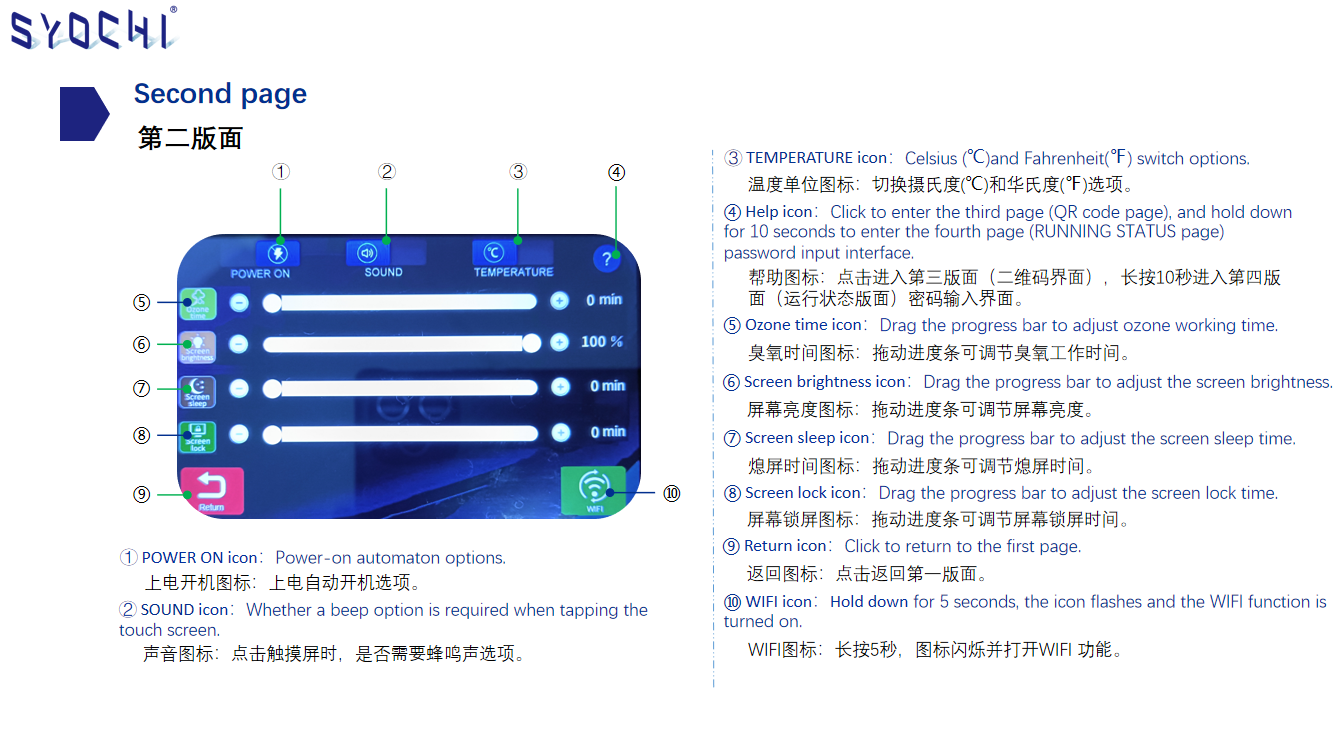 SYOCHI®
Second page
第二版面
① ② ③ ④
POWER ON SOUND TEMPERATURE ?
℃
⑤ Ozone time − + 0 min
⑥ Screen brightness − + 100 %
⑦ Screen sleep − + 0 min
⑧ Screen lock − + 0 min
⑨ Return WIFI ⑩
① POWER ON icon：Power-on automaton options.
上电开机图标：上电自动开机选项。
② SOUND icon：Whether a beep option is required when tapping the
touch screen.
声音图标：点击触摸屏时，是否需要蜂鸣声选项。
③ TEMPERATURE icon：Celsius (℃)and Fahrenheit(℉) switch options.
温度单位图标：切换摄氏度(℃)和华氏度(℉)选项。
④ Help icon：Click to enter the third page (QR code page), and hold down
for 10 seconds to enter the fourth page (RUNNING STATUS page)
password input interface.
帮助图标：点击进入第三版面（二维码界面），长按10秒进入第四版
面（运行状态版面）密码输入界面。
⑤ Ozone time icon：Drag the progress bar to adjust ozone working time.
臭氧时间图标：拖动进度条可调节臭氧工作时间。
⑥ Screen brightness icon：Drag the progress bar to adjust the screen brightness.
屏幕亮度图标：拖动进度条可调节屏幕亮度。
⑦ Screen sleep icon：Drag the progress bar to adjust the screen sleep time.
熄屏时间图标：拖动进度条可调节熄屏时间。
⑧ Screen lock icon：Drag the progress bar to adjust the screen lock time.
屏幕锁屏图标：拖动进度条可调节屏幕锁屏时间。
⑨ Return icon：Click to return to the first page.
返回图标：点击返回第一版面。
⑩ WIFI icon：Hold down for 5 seconds, the icon flashes and the WIFI function is
turned on.
WIFI图标：长按5秒，图标闪烁并打开WIFI 功能。